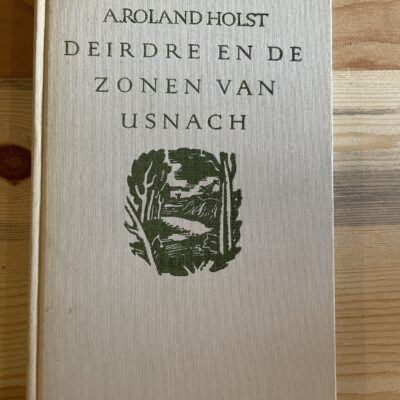 A.ROLAND HOLST
DEIRDRE EN DE
ZONEN VAN
USNACH